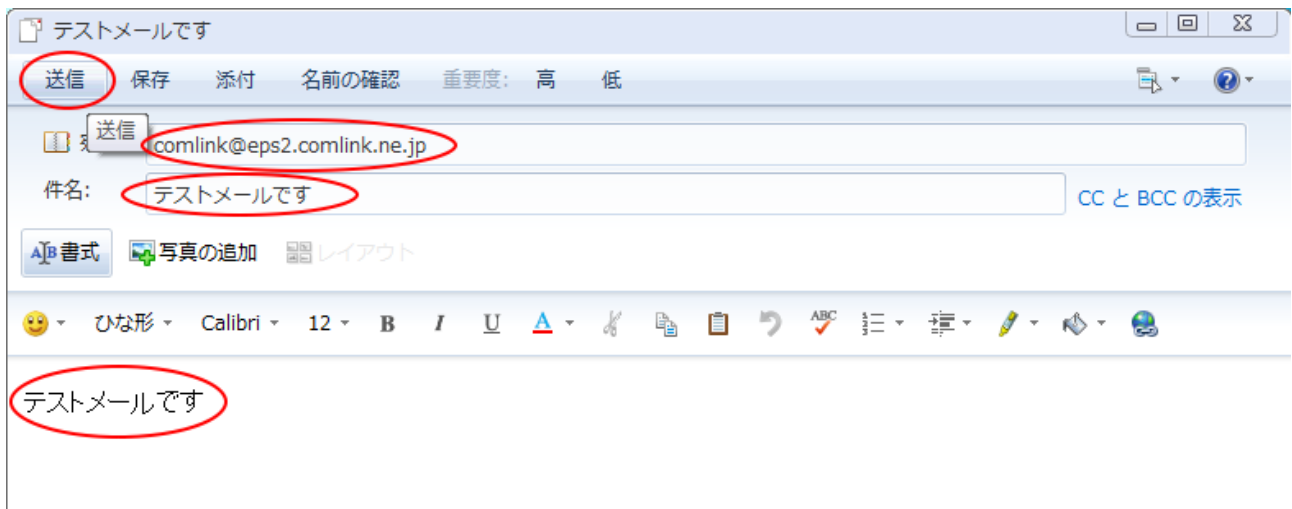 テストメールです
送信 保存 添付 名前の確認 重要度: 高 低
送信
comlink@eps2.comlink.ne.jp
件名: テストメールです CC と BCC の表示
AB書式 写真の追加 レイアウト
ひな形 Calibri 12 B I U A ABC
テストメールです